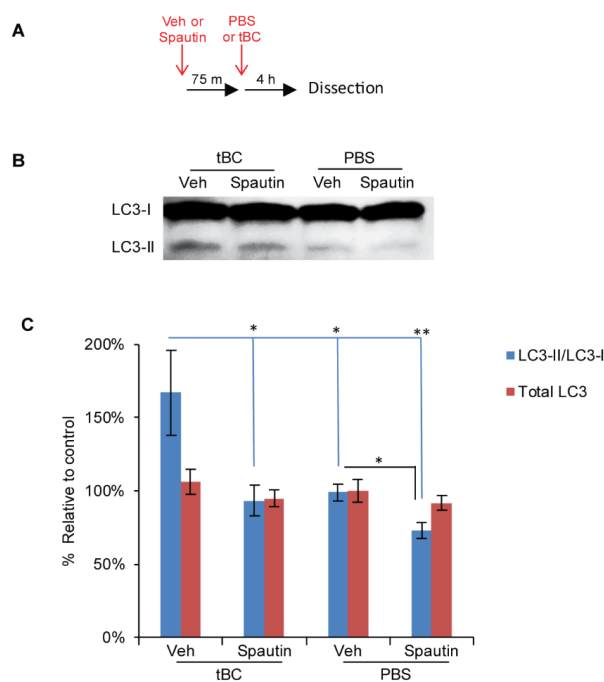 A
Veh or PBS
Spautin or tBC
75 m 4 h Dissection
B
tBC PBS
Veh Spautin Veh Spautin
LC3-I
LC3-II
C
* * **
200%
LC3-II/LC3-I
Total LC3
150%
*
100%
50%
0%
% Relative to control
Veh Spautin Veh Spautin
tBC PBS